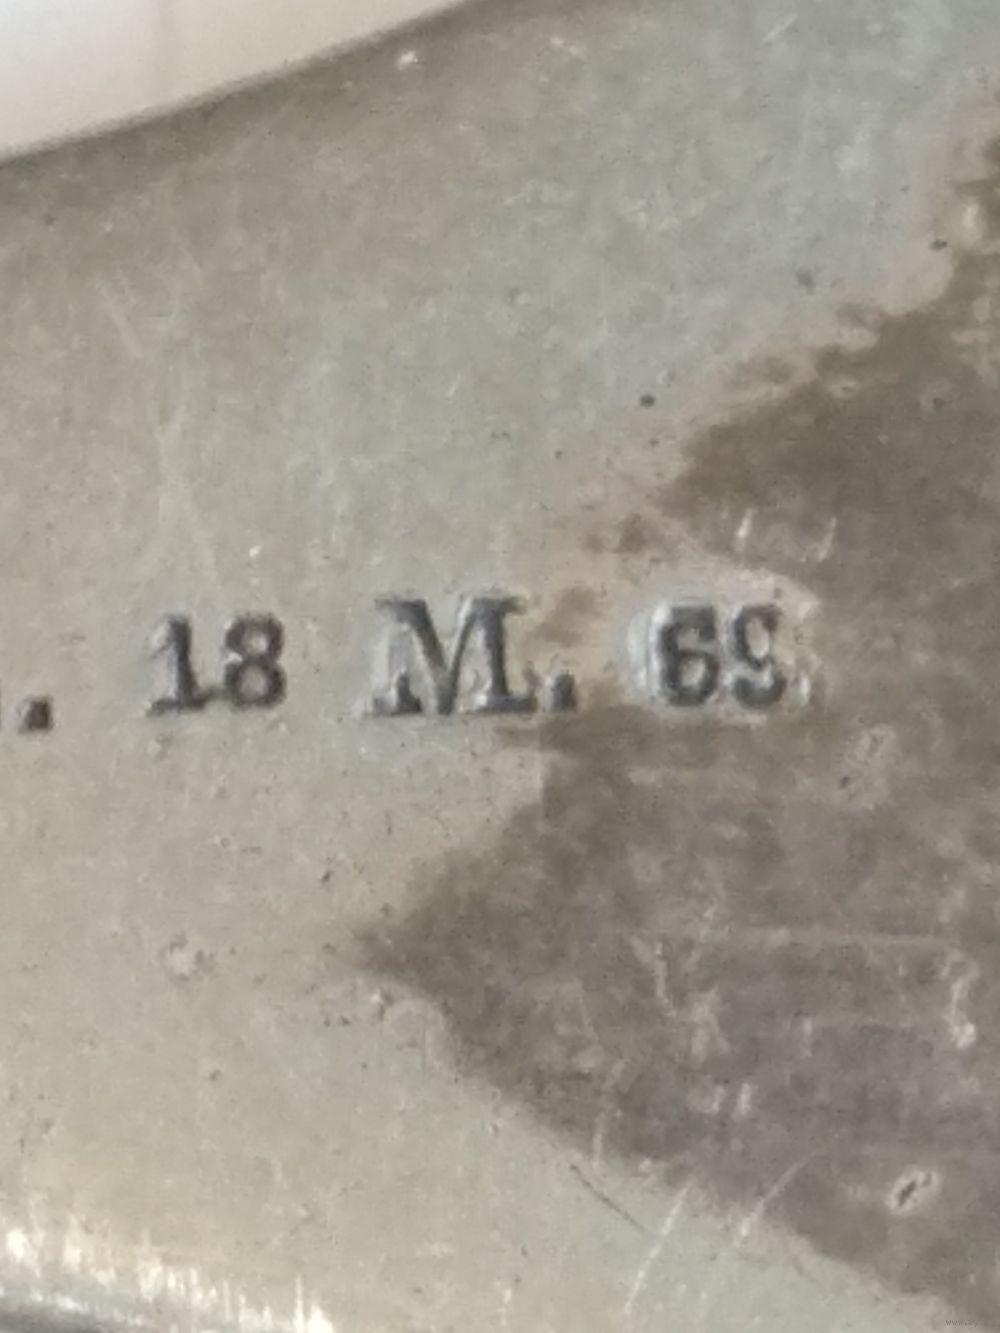 . 18 M. 69.